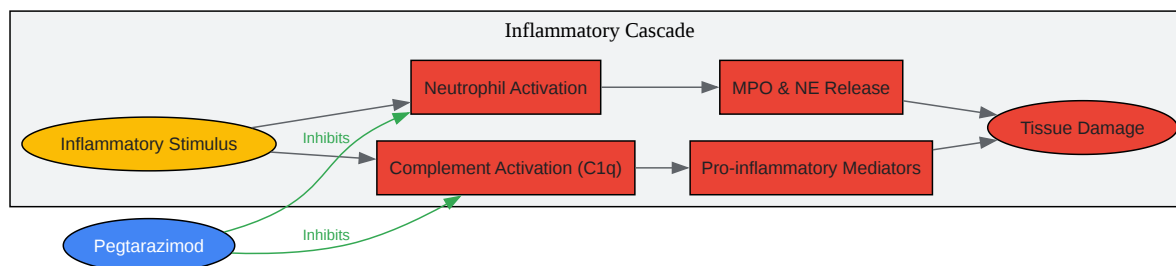 Inflammatory Cascade
Neutrophil Activation
MPO & NE Release
Inflammatory Stimulus
Inhibits
Tissue Damage
Complement Activation (C1q)
Pro-inflammatory Mediators
Inhibits
Pegtarazimod